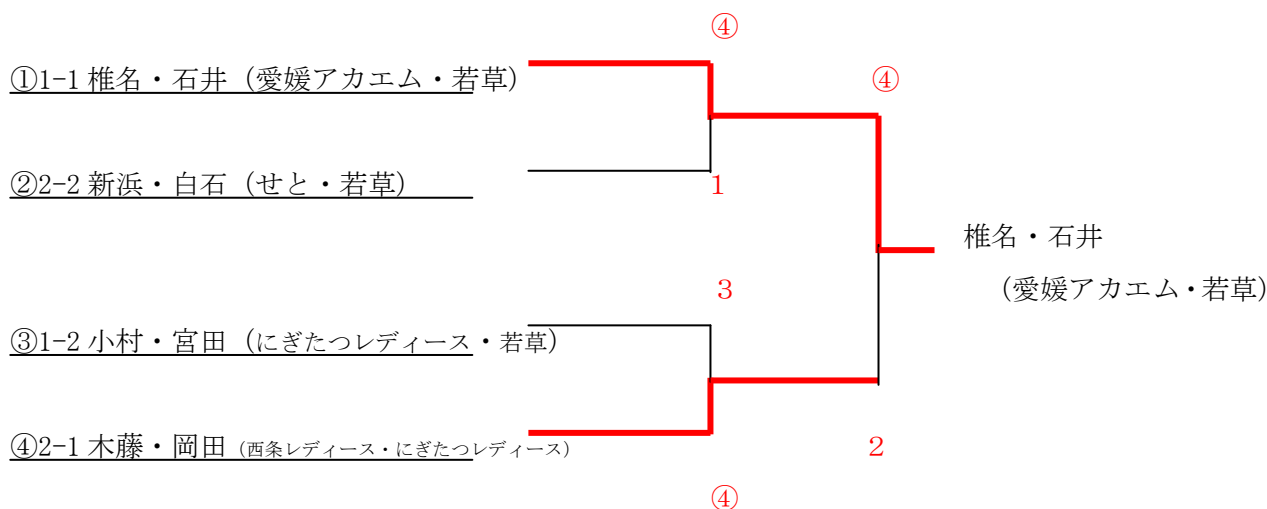 ④
①1-1 椎名・石井（愛媛アカエム・若草）
④
②2-2 新浜・白石（せと・若草）
1
椎名・石井
（愛媛アカエム・若草）
3
③1-2 小村・宮田（にぎたつレディース・若草）
④2-1 木藤・岡田（西条レディース・にぎたつレディース）
2
④